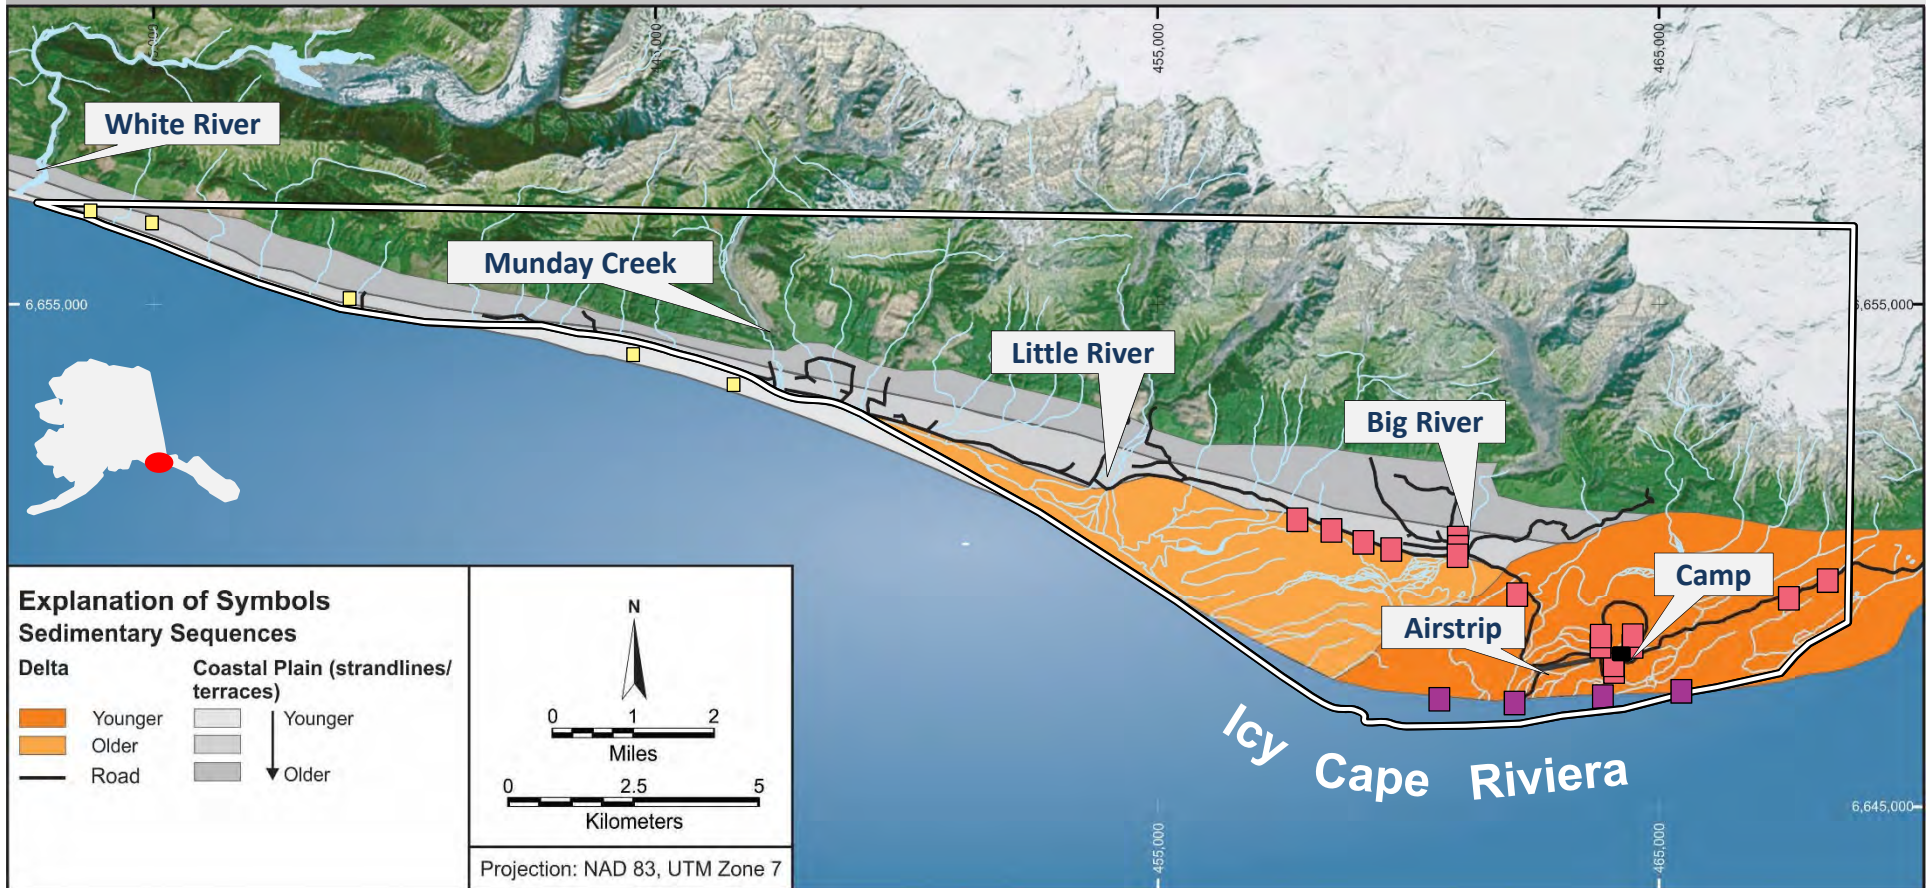 455,000
465,000
White River
Munday Creek
6,655,000
6,655,000
Little River
Big River
Camp
Airstrip
Icy Cape Riviera
Explanation of Symbols
Sedimentary Sequences
Delta
Coastal Plain (strandlines/
terraces)
Younger
Older
Road
Younger
Older
N
0 1 2
Miles
0 2.5 5
Kilometers
Projection: NAD 83, UTM Zone 7
6,645,000
455,000
465,000